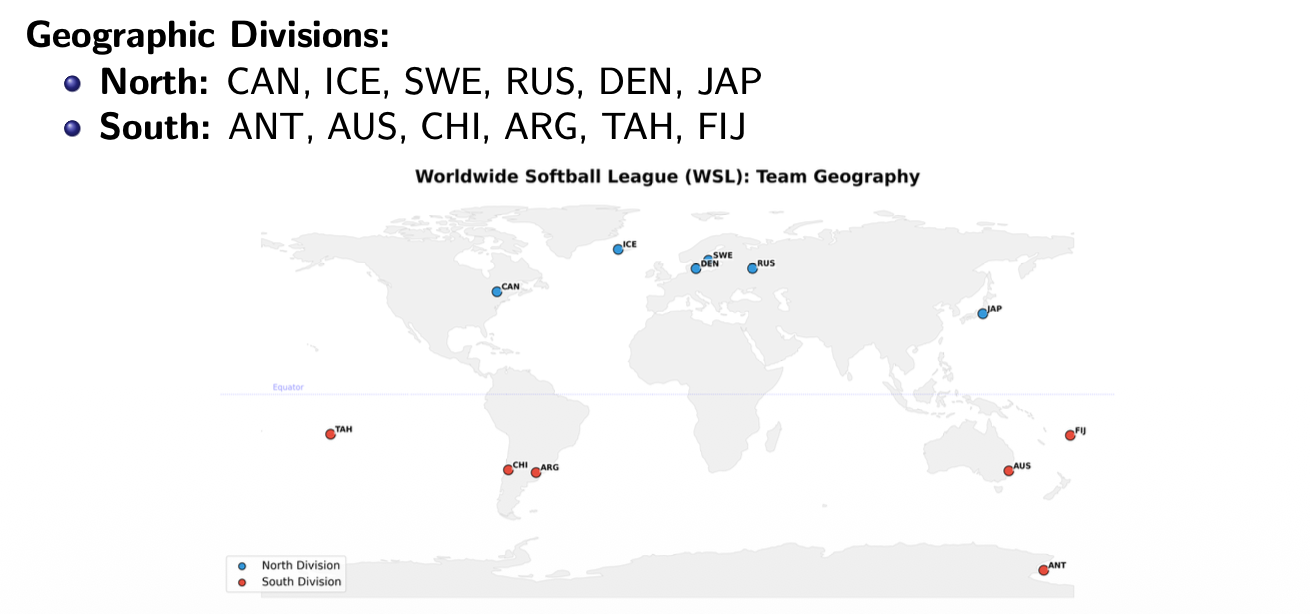 Geographic Divisions:
North: CAN, ICE, SWE, RUS, DEN, JAP
South: ANT, AUS, CHI, ARG, TAH, FIJ
Worldwide Softball League (WSL): Team Geography
ICE
SWE
DEN
RUS
CAN
JAP
Equator
TAH
FIJ
CHI
ARG
AUS
North Division
South Division
ANT